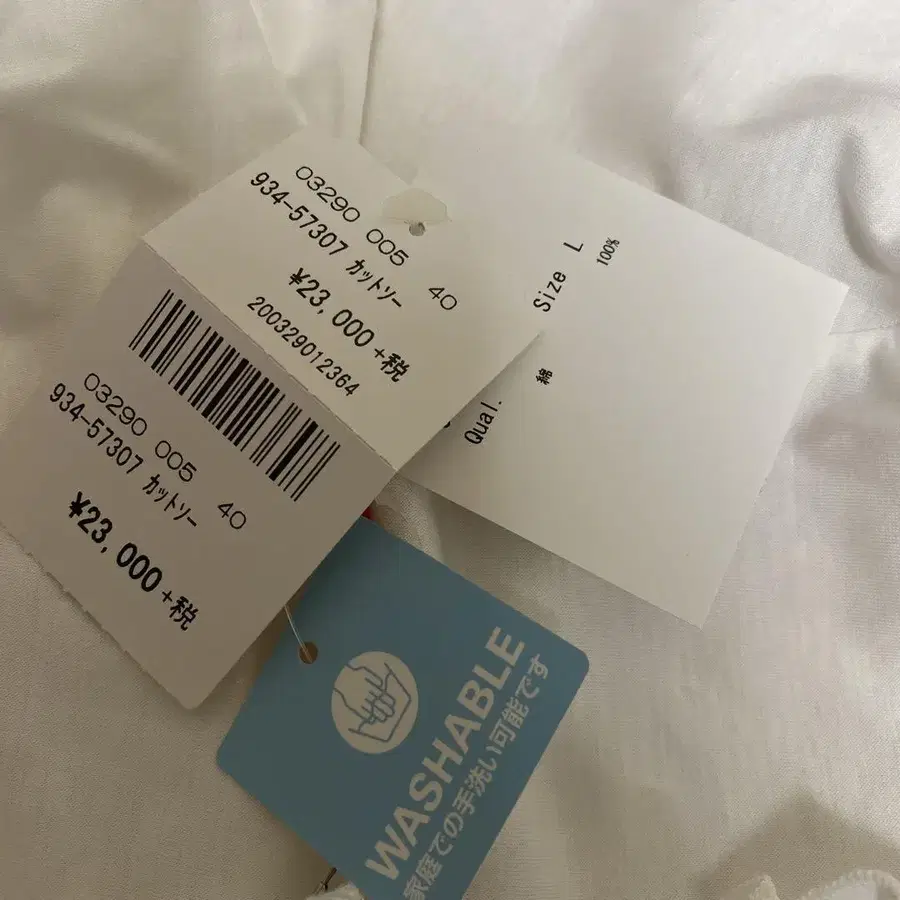 03290 005 40
934-57307 カットソー
¥23,000+税
200329012364
03290 005 40
934-57307 カットソー
¥23,000+税
Size L
Qual. 綿 100%
WASHABLE
家庭での手洗い可能です